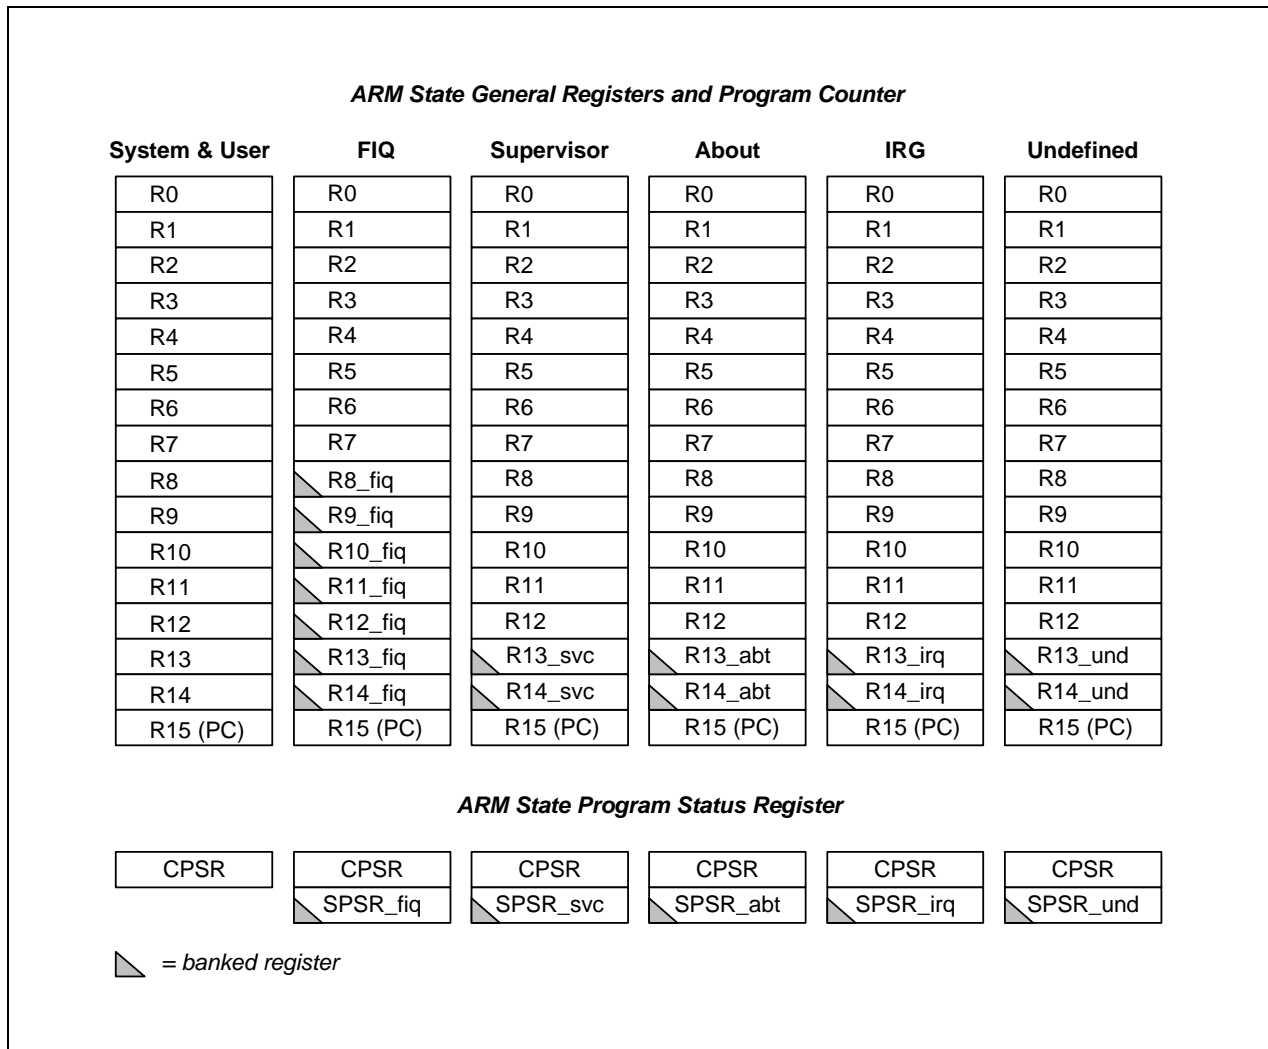 ARM State General Registers and Program Counter
System & User FIQ Supervisor About IRG Undefined
R0 R0 R0 R0 R0 R0
R1 R1 R1 R1 R1 R1
R2 R2 R2 R2 R2 R2
R3 R3 R3 R3 R3 R3
R4 R4 R4 R4 R4 R4
R5 R5 R5 R5 R5 R5
R6 R6 R6 R6 R6 R6
R7 R7 R7 R7 R7 R7
R8 R8_fiq R8 R8 R8 R8
R9 R9_fiq R9 R9 R9 R9
R10 R10_fiq R10 R10 R10 R10
R11 R11_fiq R11 R11 R11 R11
R12 R12_fiq R12 R12 R12 R12
R13 R13_fiq R13_svc R13_abt R13_irq R13_und
R14 R14_fiq R14_svc R14_abt R14_irq R14_und
R15 (PC) R15 (PC) R15 (PC) R15 (PC) R15 (PC) R15 (PC)
ARM State Program Status Register
CPSR CPSR CPSR CPSR CPSR CPSR
SPSR_fiq SPSR_svc SPSR_abt SPSR_irq SPSR_und
= banked register